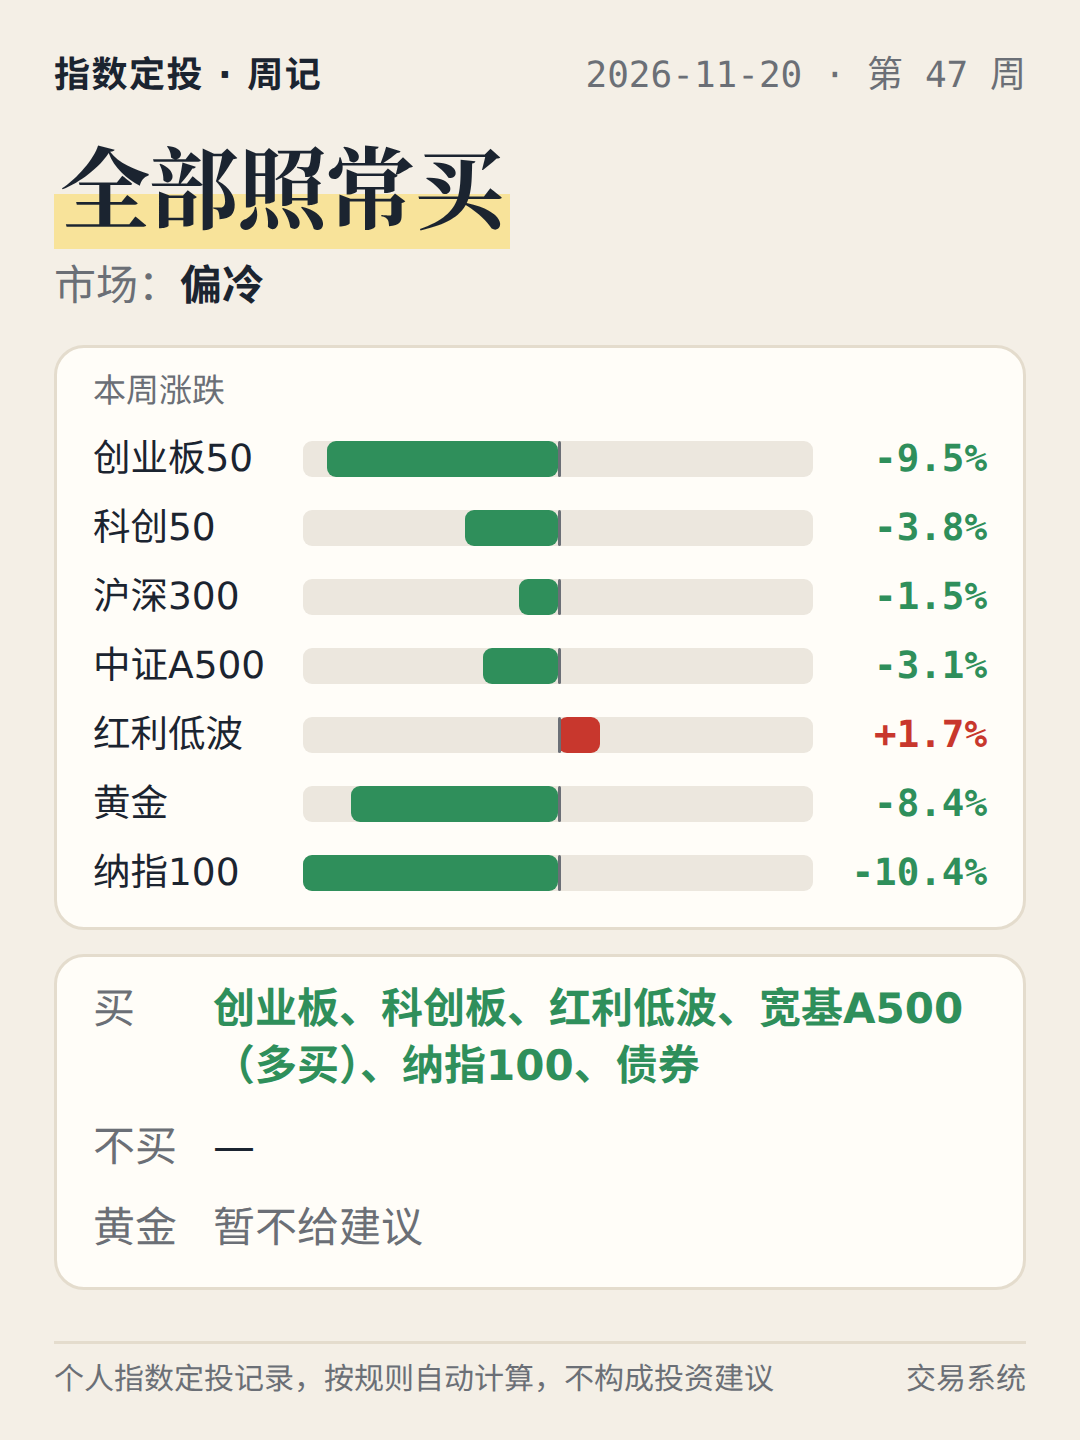 指数定投 · 周记
2026-11-20 · 第 47 周
全部照常买
市场：偏冷
本周涨跌
创业板50 -9.5%
科创50 -3.8%
沪深300 -1.5%
中证A500 -3.1%
红利低波 +1.7%
黄金 -8.4%
纳指100 -10.4%
买 创业板、科创板、红利低波、宽基A500
（多买）、纳指100、债券
不买 —
黄金 暂不给建议
个人指数定投记录，按规则自动计算，不构成投资建议 交易系统